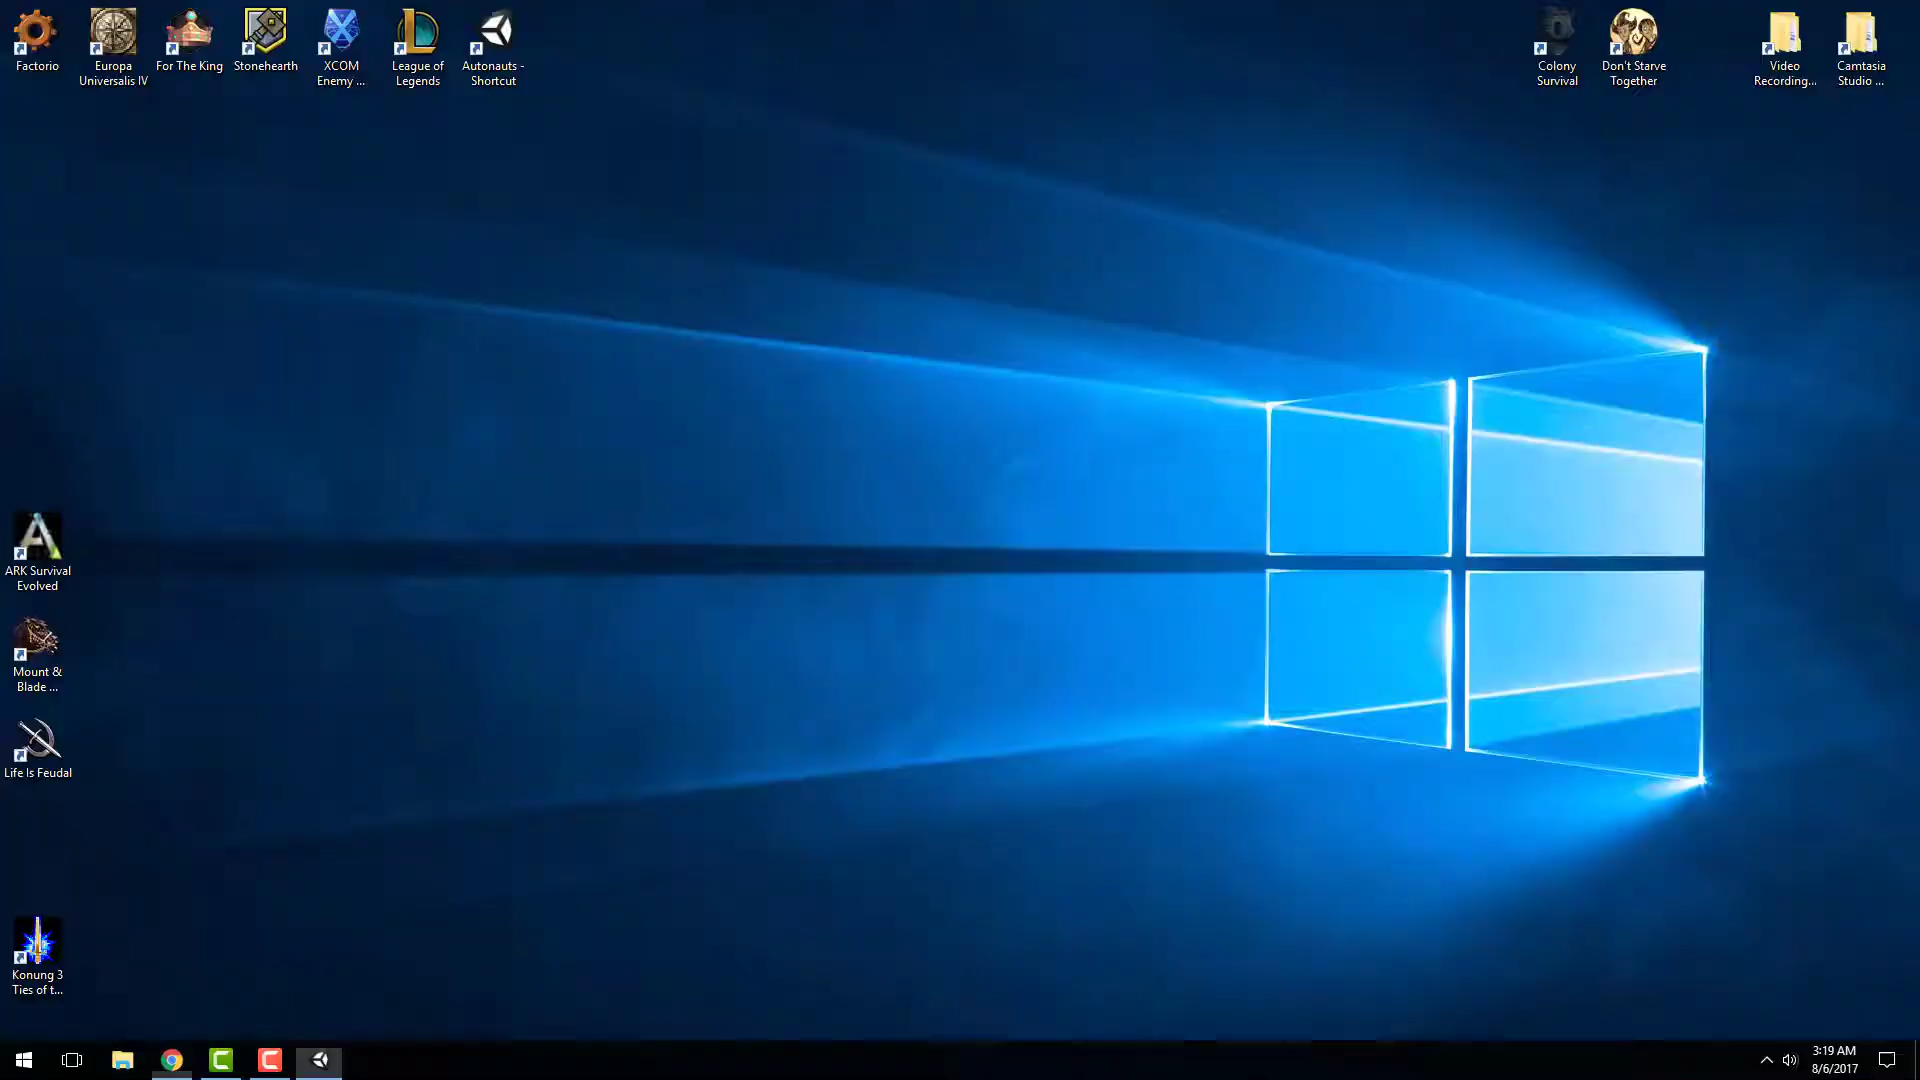 Factorio
Europa
Universalis IV
For The King
Stonehearth
XCOM
Enemy ...
League of
Legends
Autonauts -
Shortcut
Colony
Survival
Don't Starve
Together
Video
Recording...
Camtasia
Studio ...
ARK Survival
Evolved
Mount &
Blade ...
Life Is Feudal
Konung 3
Ties of t...
3:19 AM
8/6/2017